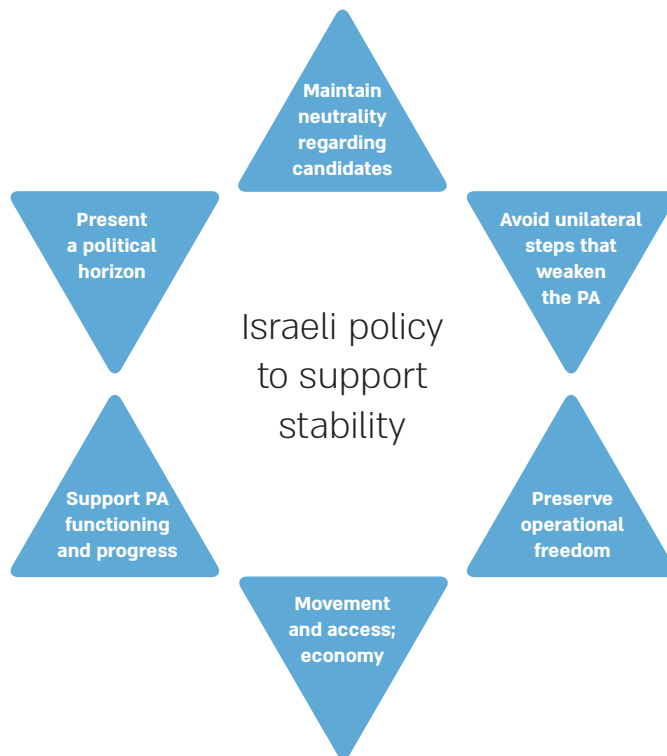 Maintain
neutrality
regarding
candidates
Present
a political
horizon
Avoid unilateral
steps that
weaken
the PA
Israeli policy
to support
stability
Support PA
functioning
and progress
Preserve
operational
freedom
Movement
and access;
economy